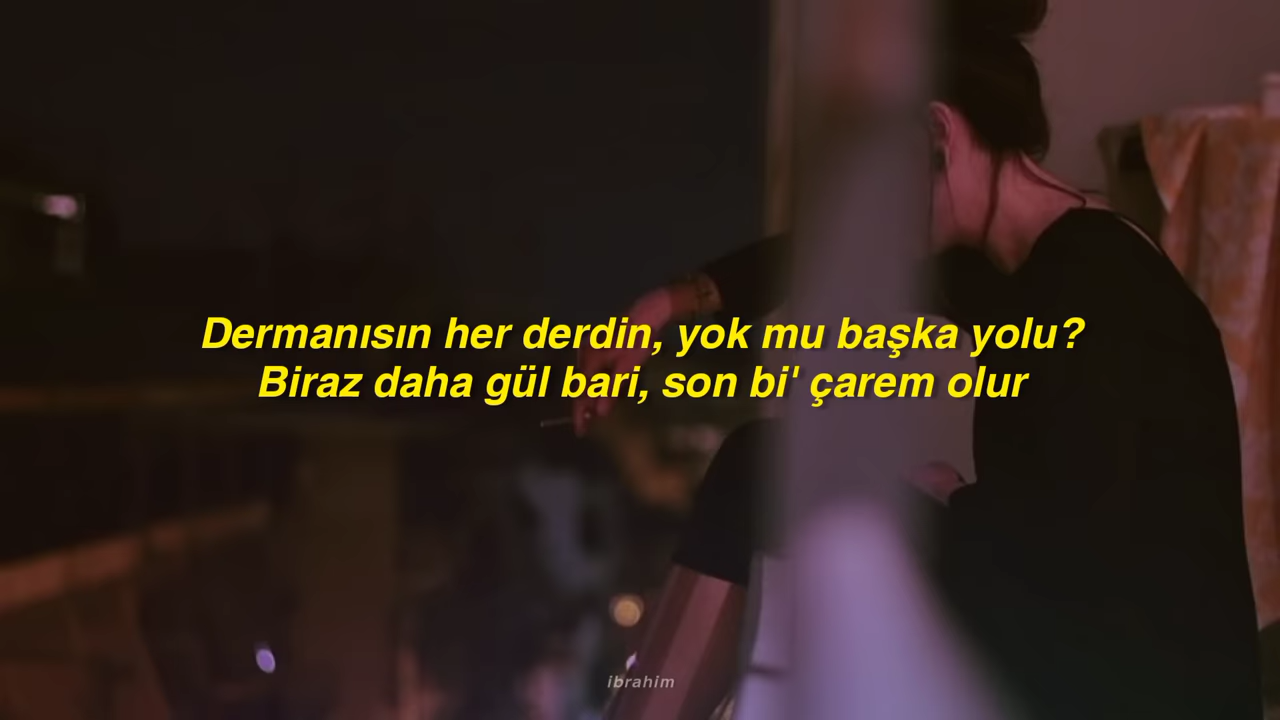 Dermanısın her derdin, yok mu başka yolu?
Biraz daha gül bari, son bi' çarem olur
ibrahim